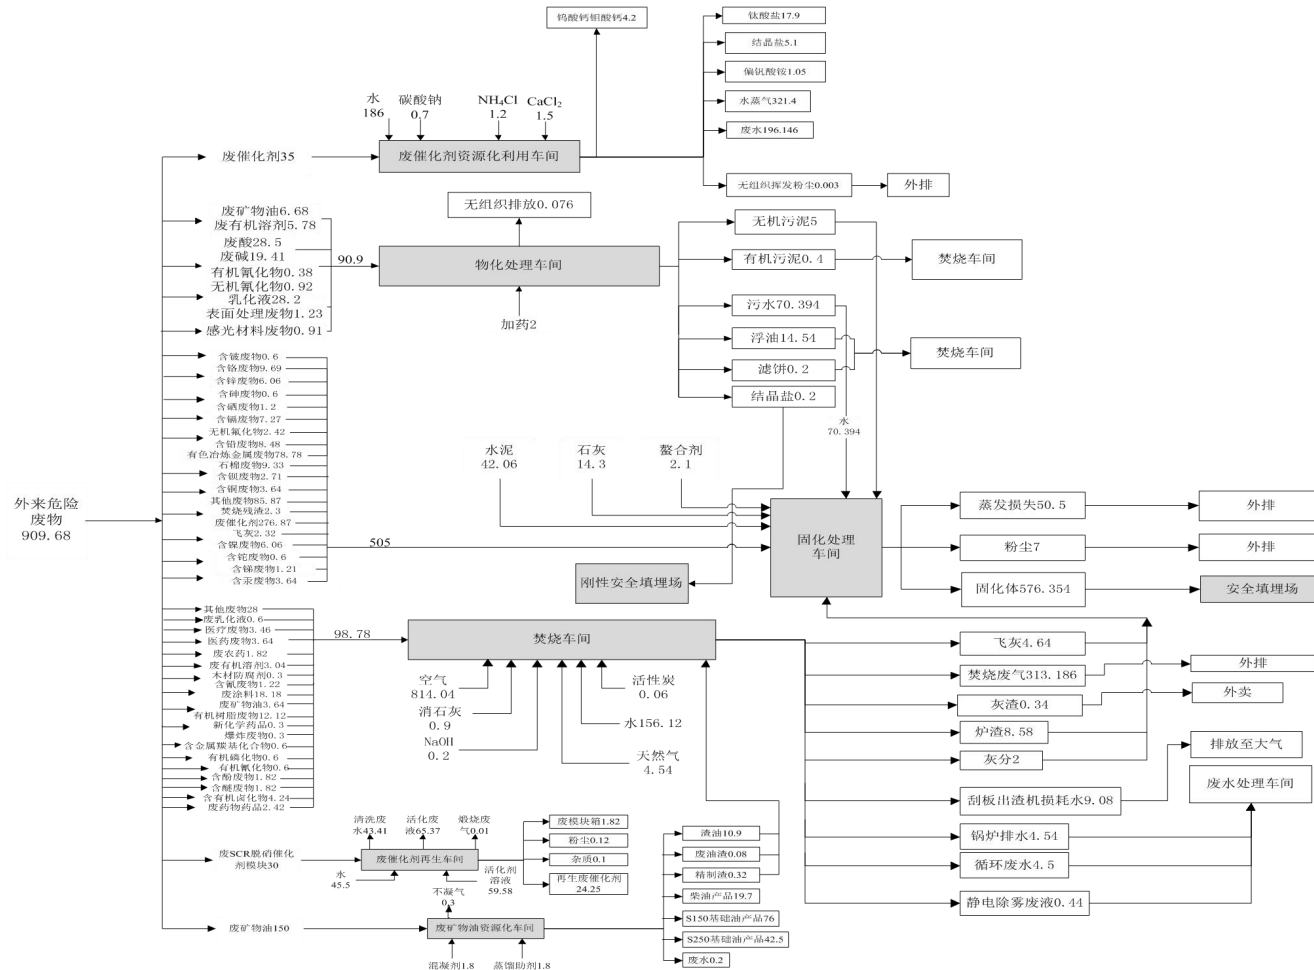 钨酸钙钼酸钙4.2
钛酸盐17.9
结晶盐5.1
偏钒酸铵1.05
水蒸气321.4
废水196.146
无组织挥发粉尘0.003
外排
水
186
碳酸钠
0.7
NH₄Cl
1.2
CaCl₂
1.5
废催化剂35
废催化剂资源化利用车间
废矿物油6.68
废有机溶剂5.78
废酸28.5
废碱19.41
有机氰化物0.38
无机氰化物0.92
乳化液28.2
表面处理废物1.23
感光材料废物0.91
90.9
无组织排放0.076
物化处理车间
加药2
无机污泥5
有机污泥0.4
焚烧车间
污水70.394
浮油14.54
滤饼0.2
焚烧车间
结晶盐0.2
水
70.394
含铍废物0.6
含铬废物9.69
含锌废物6.06
含砷废物0.6
含硒废物1.2
含镉废物7.27
无机氟化物2.42
含铅废物8.48
有色冶炼金属废物78.78
石棉废物9.33
含钡废物2.71
含铜废物3.64
其他废物85.87
焚烧残渣2.3
废催化剂276.87
飞灰2.32
含镍废物6.06
含铊废物0.6
含锑废物1.21
含汞废物3.64
505
外来危险
废物
909.68
水泥
42.06
石灰
14.3
螯合剂
2.1
固化处理
车间
刚性安全填埋场
蒸发损失50.5
外排
粉尘7
外排
固化体576.354
安全填埋场
其他废物28
废乳化液0.6
医疗废物3.46
医药废物3.64
废农药1.82
废有机溶剂3.04
木材防腐剂0.3
含氰废物1.22
废涂料18.18
废矿物油3.64
有机树脂废物12.12
新化学药品0.3
爆炸废物0.3
含金属羰基化合物0.6
有机磷化物0.6
有机氰化物0.6
含酚废物1.82
含醚废物1.82
含有机卤化物4.24
废药物药品2.42
98.78
焚烧车间
空气
814.04
消石灰
0.9
NaOH
0.2
活性炭
0.06
水156.12
天然气
4.54
飞灰4.64
焚烧废气313.186
外排
灰渣0.34
外卖
炉渣8.58
灰分2
刮板出渣机损耗水9.08
排放至大气
锅炉排水4.54
循环废水4.5
静电除雾废液0.44
废水处理车间
废SCR脱硝催化
剂模块30
清洗废
水43.41
活化废
液65.37
煅烧废
气0.01
废催化剂再生车间
水
45.5
活化剂
溶液
59.58
废模块箱1.82
粉尘0.12
杂质0.1
再生废催化剂
24.25
废矿物油150
不凝气
0.3
废矿物油资源化车间
混凝剂1.8
蒸馏助剂1.8
渣油10.9
废油渣0.08
精制渣0.32
柴油产品19.7
S150基础油产品76
S250基础油产品42.5
废水0.2